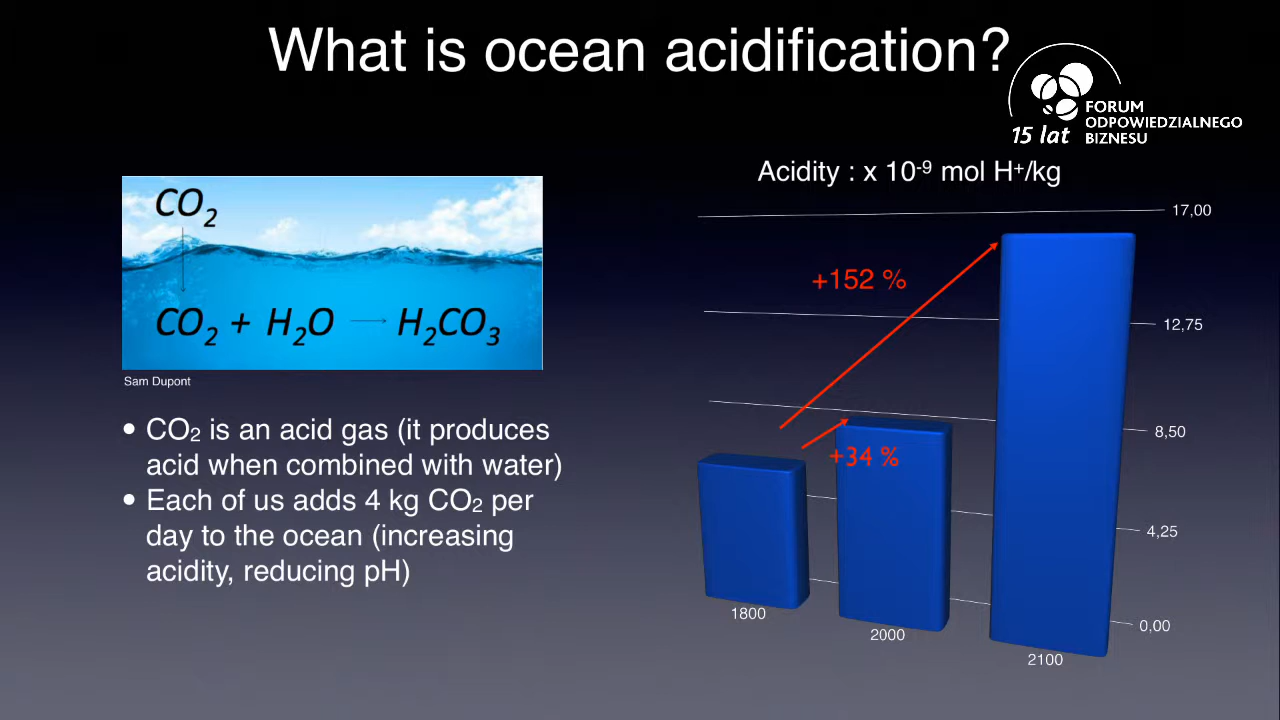 What is ocean acidification?
15 lat
FORUM
ODPOWIEDZIALNEGO
BIZNESU
CO₂
CO₂ + H₂O → H₂CO₃
Sam Dupont
• CO₂ is an acid gas (it produces
acid when combined with water)
• Each of us adds 4 kg CO₂ per
day to the ocean (increasing
acidity, reducing pH)
Acidity : x 10⁻⁹ mol H⁺/kg
17,00
12,75
8,50
4,25
0,00
+152 %
+34 %
1800
2000
2100